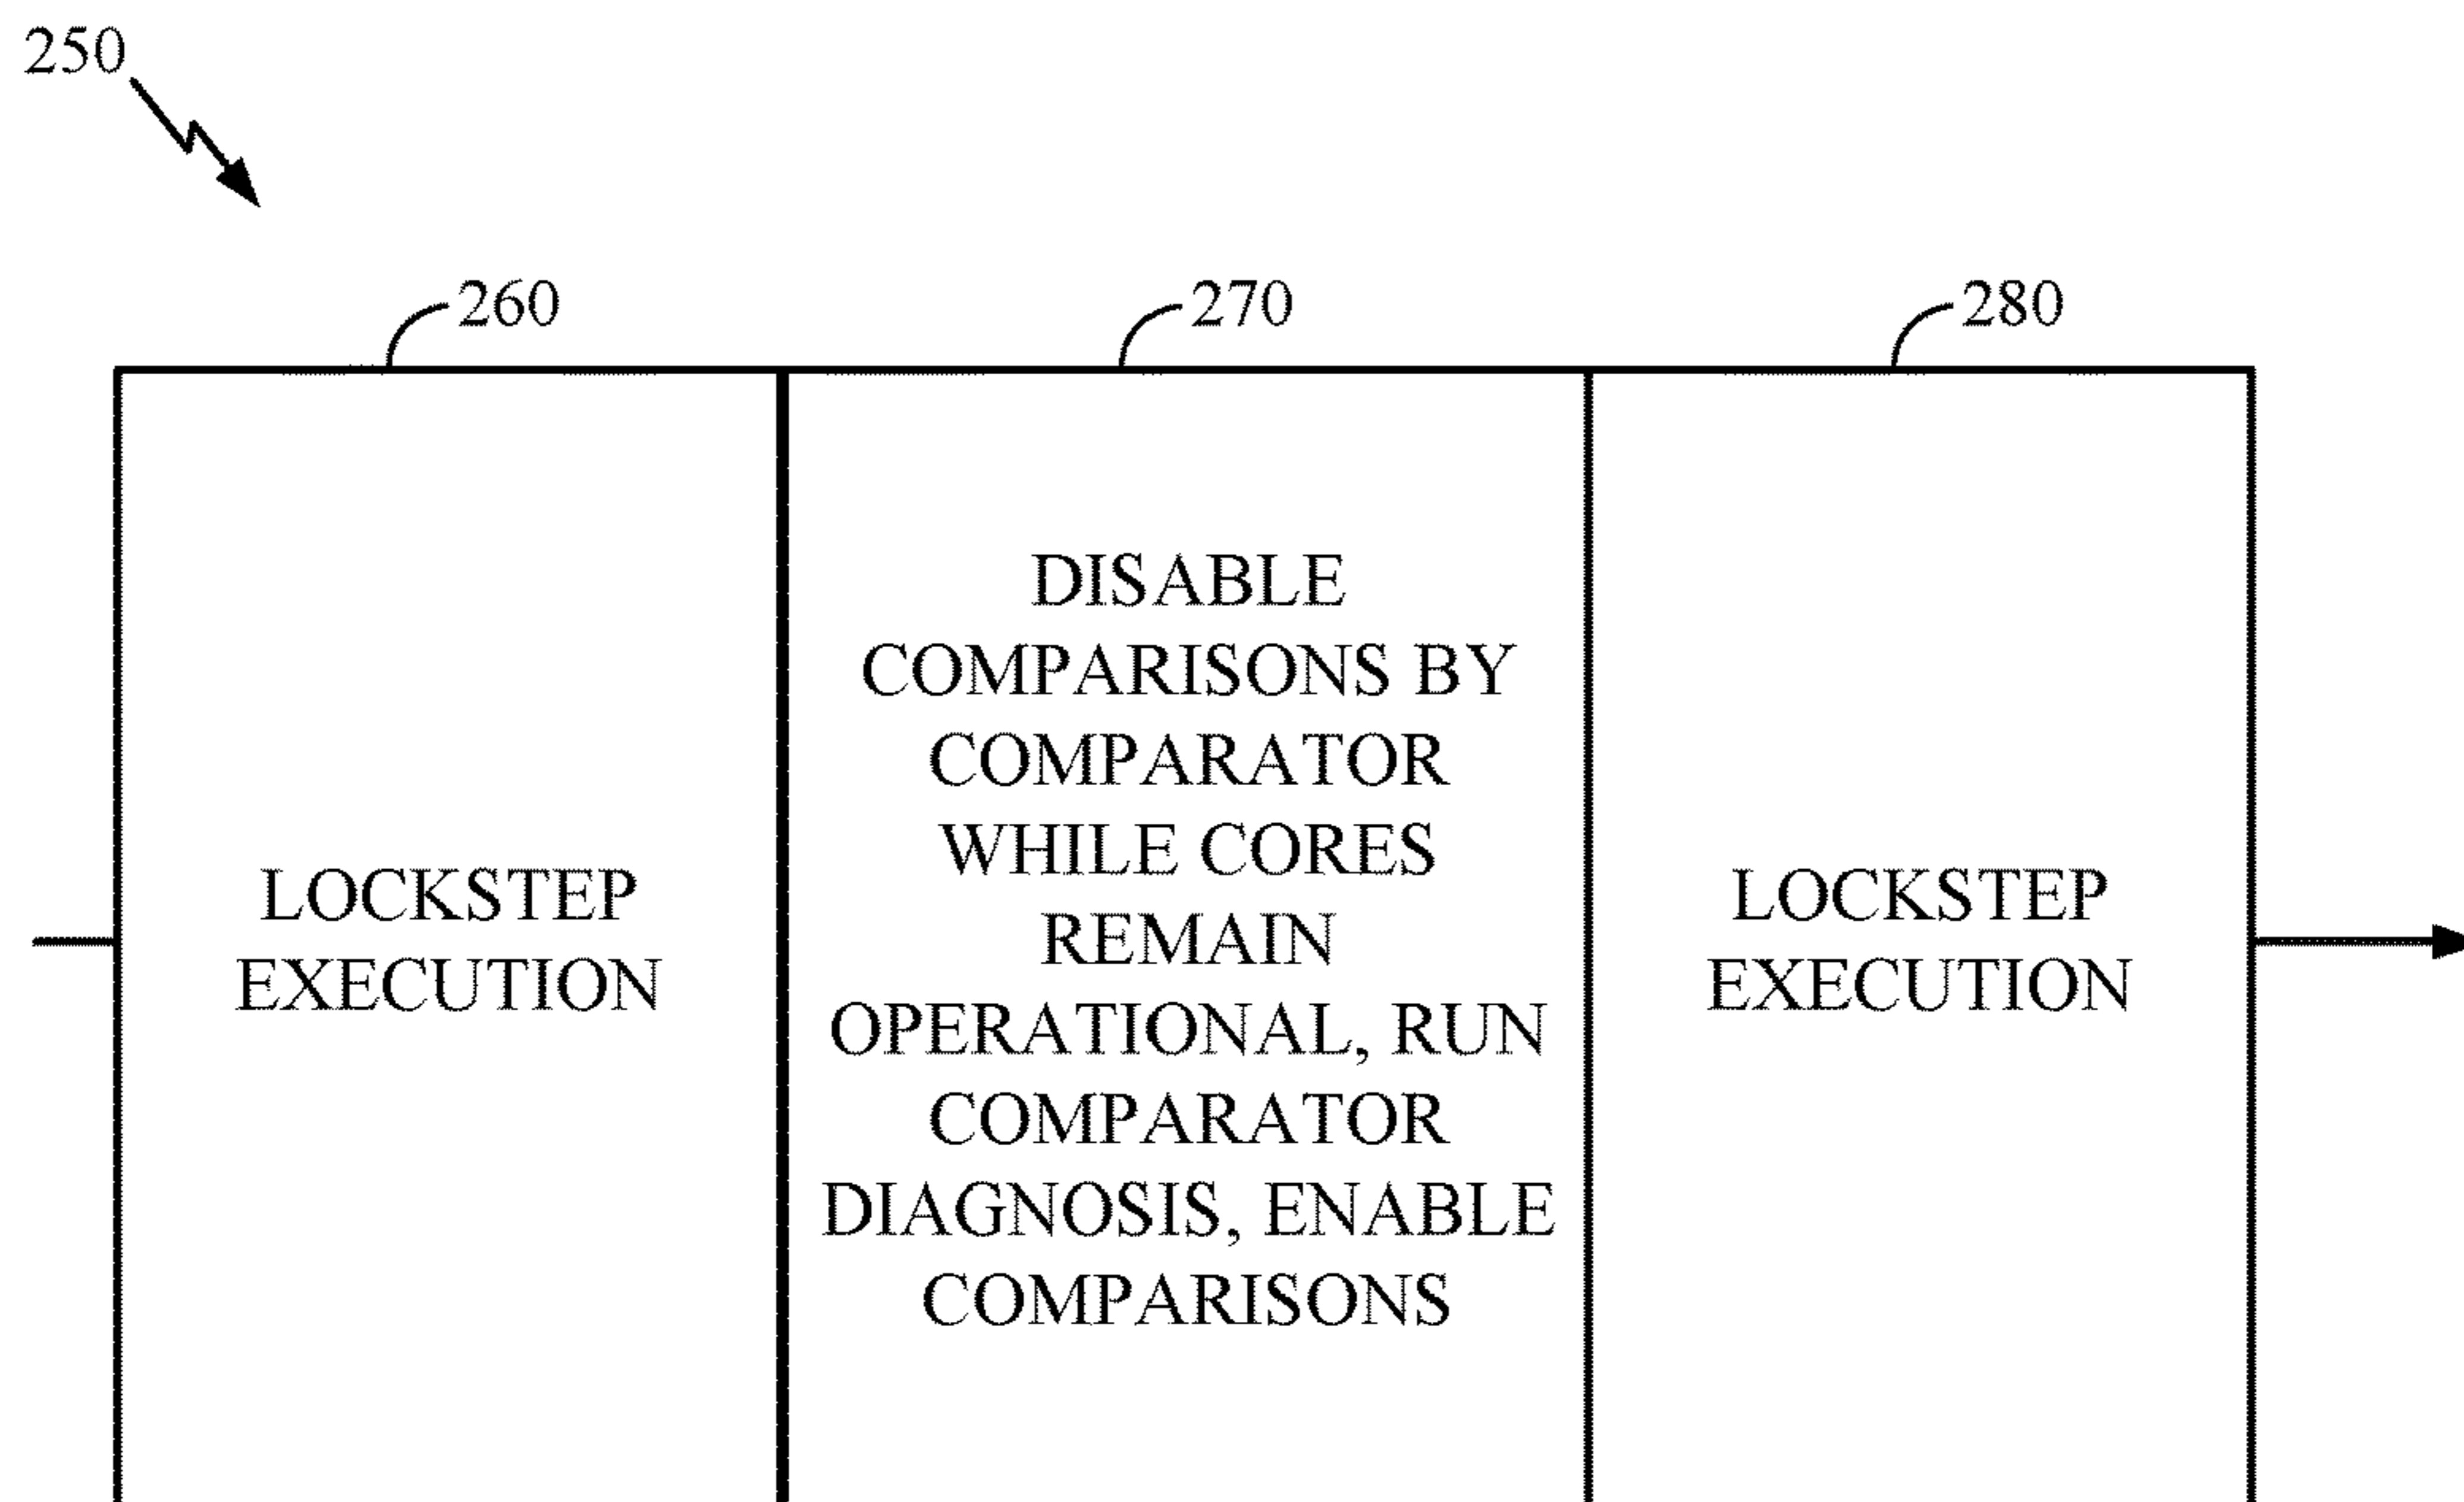 250
260
270
280
LOCKSTEP
EXECUTION
DISABLE
COMPARISONS BY
COMPARATOR
WHILE CORES
REMAIN
OPERATIONAL, RUN
COMPARATOR
DIAGNOSIS, ENABLE
COMPARISONS
LOCKSTEP
EXECUTION